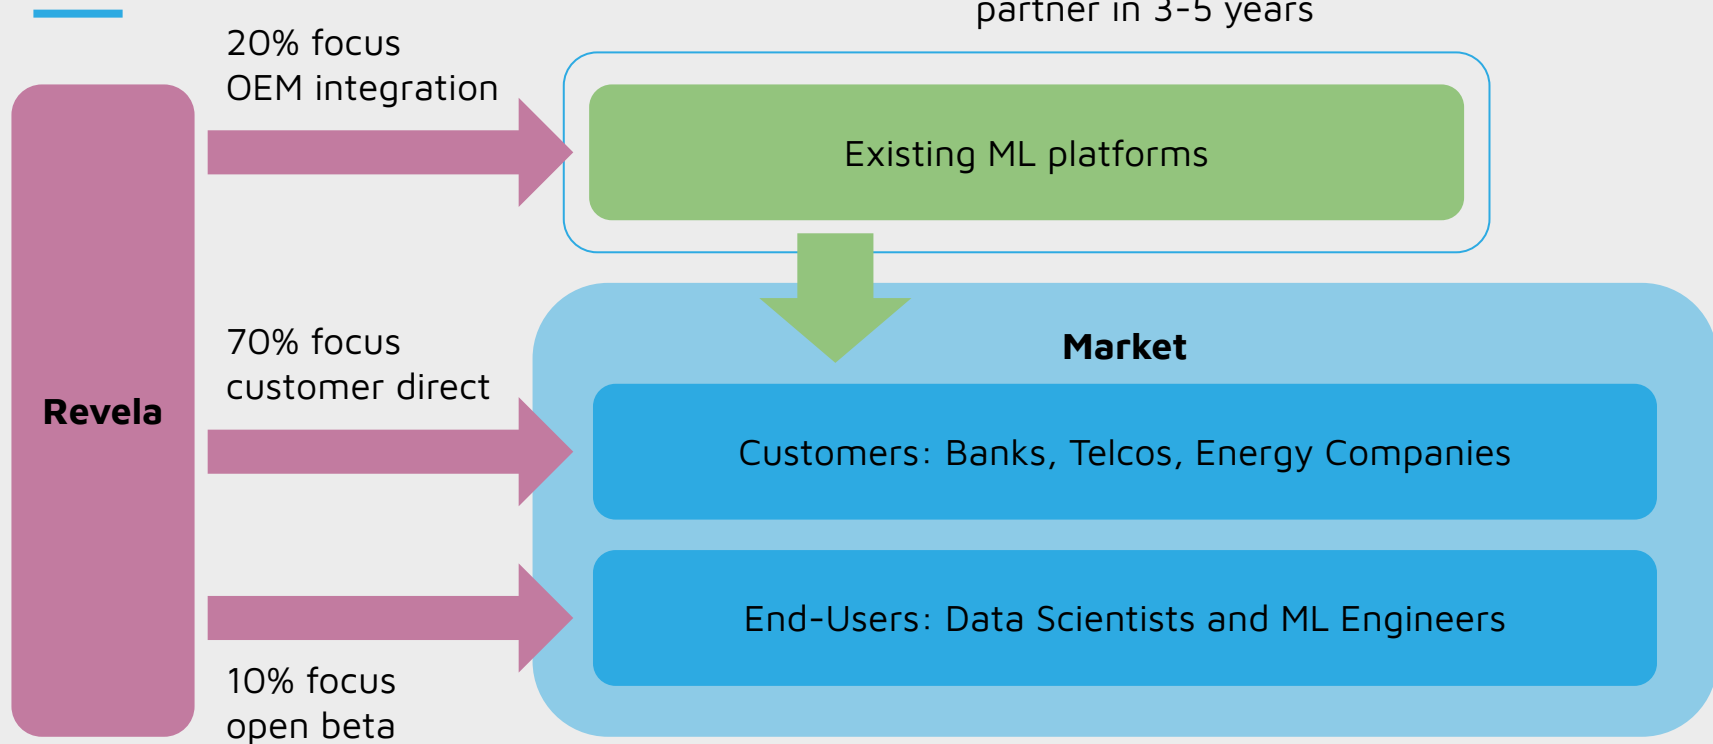 partner in 3-5 years
20% focus
OEM integration
Existing ML platforms
70% focus
customer direct
Market
Revela
Customers: Banks, Telcos, Energy Companies
End-Users: Data Scientists and ML Engineers
10% focus
open beta